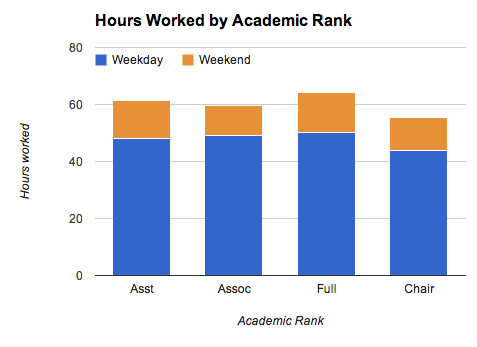 Hours Worked by Academic Rank
80
Weekday Weekend
60
40
20
0
Hours worked
Asst Assoc Full Chair
Academic Rank